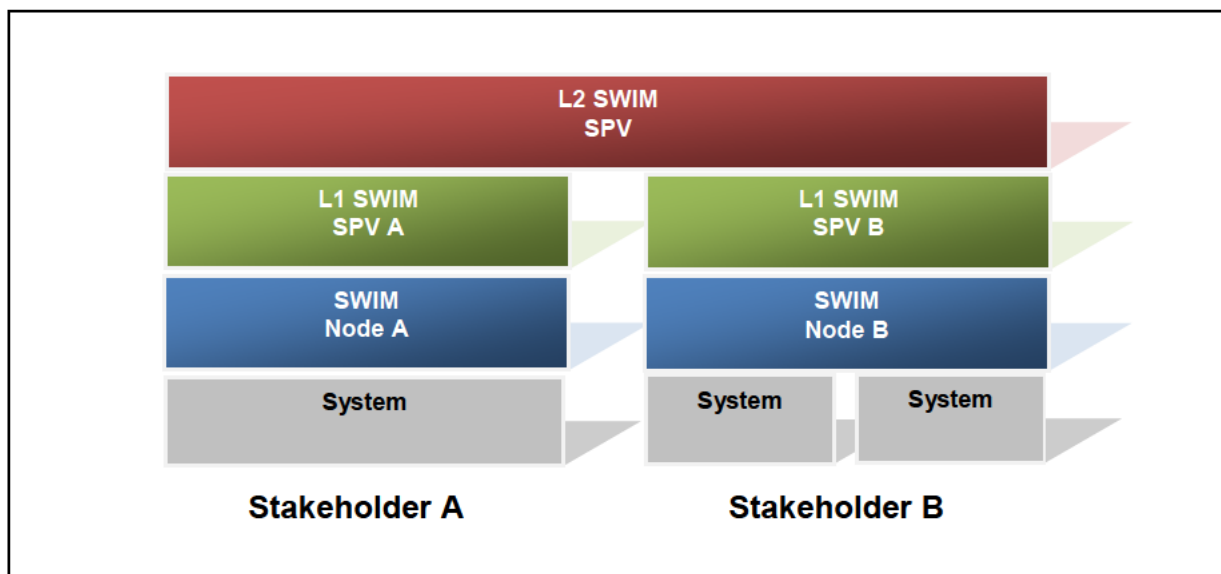 L2 SWIM
SPV
L1 SWIM
SPV A
L1 SWIM
SPV B
SWIM
Node A
SWIM
Node B
System
System
System
Stakeholder A
Stakeholder B